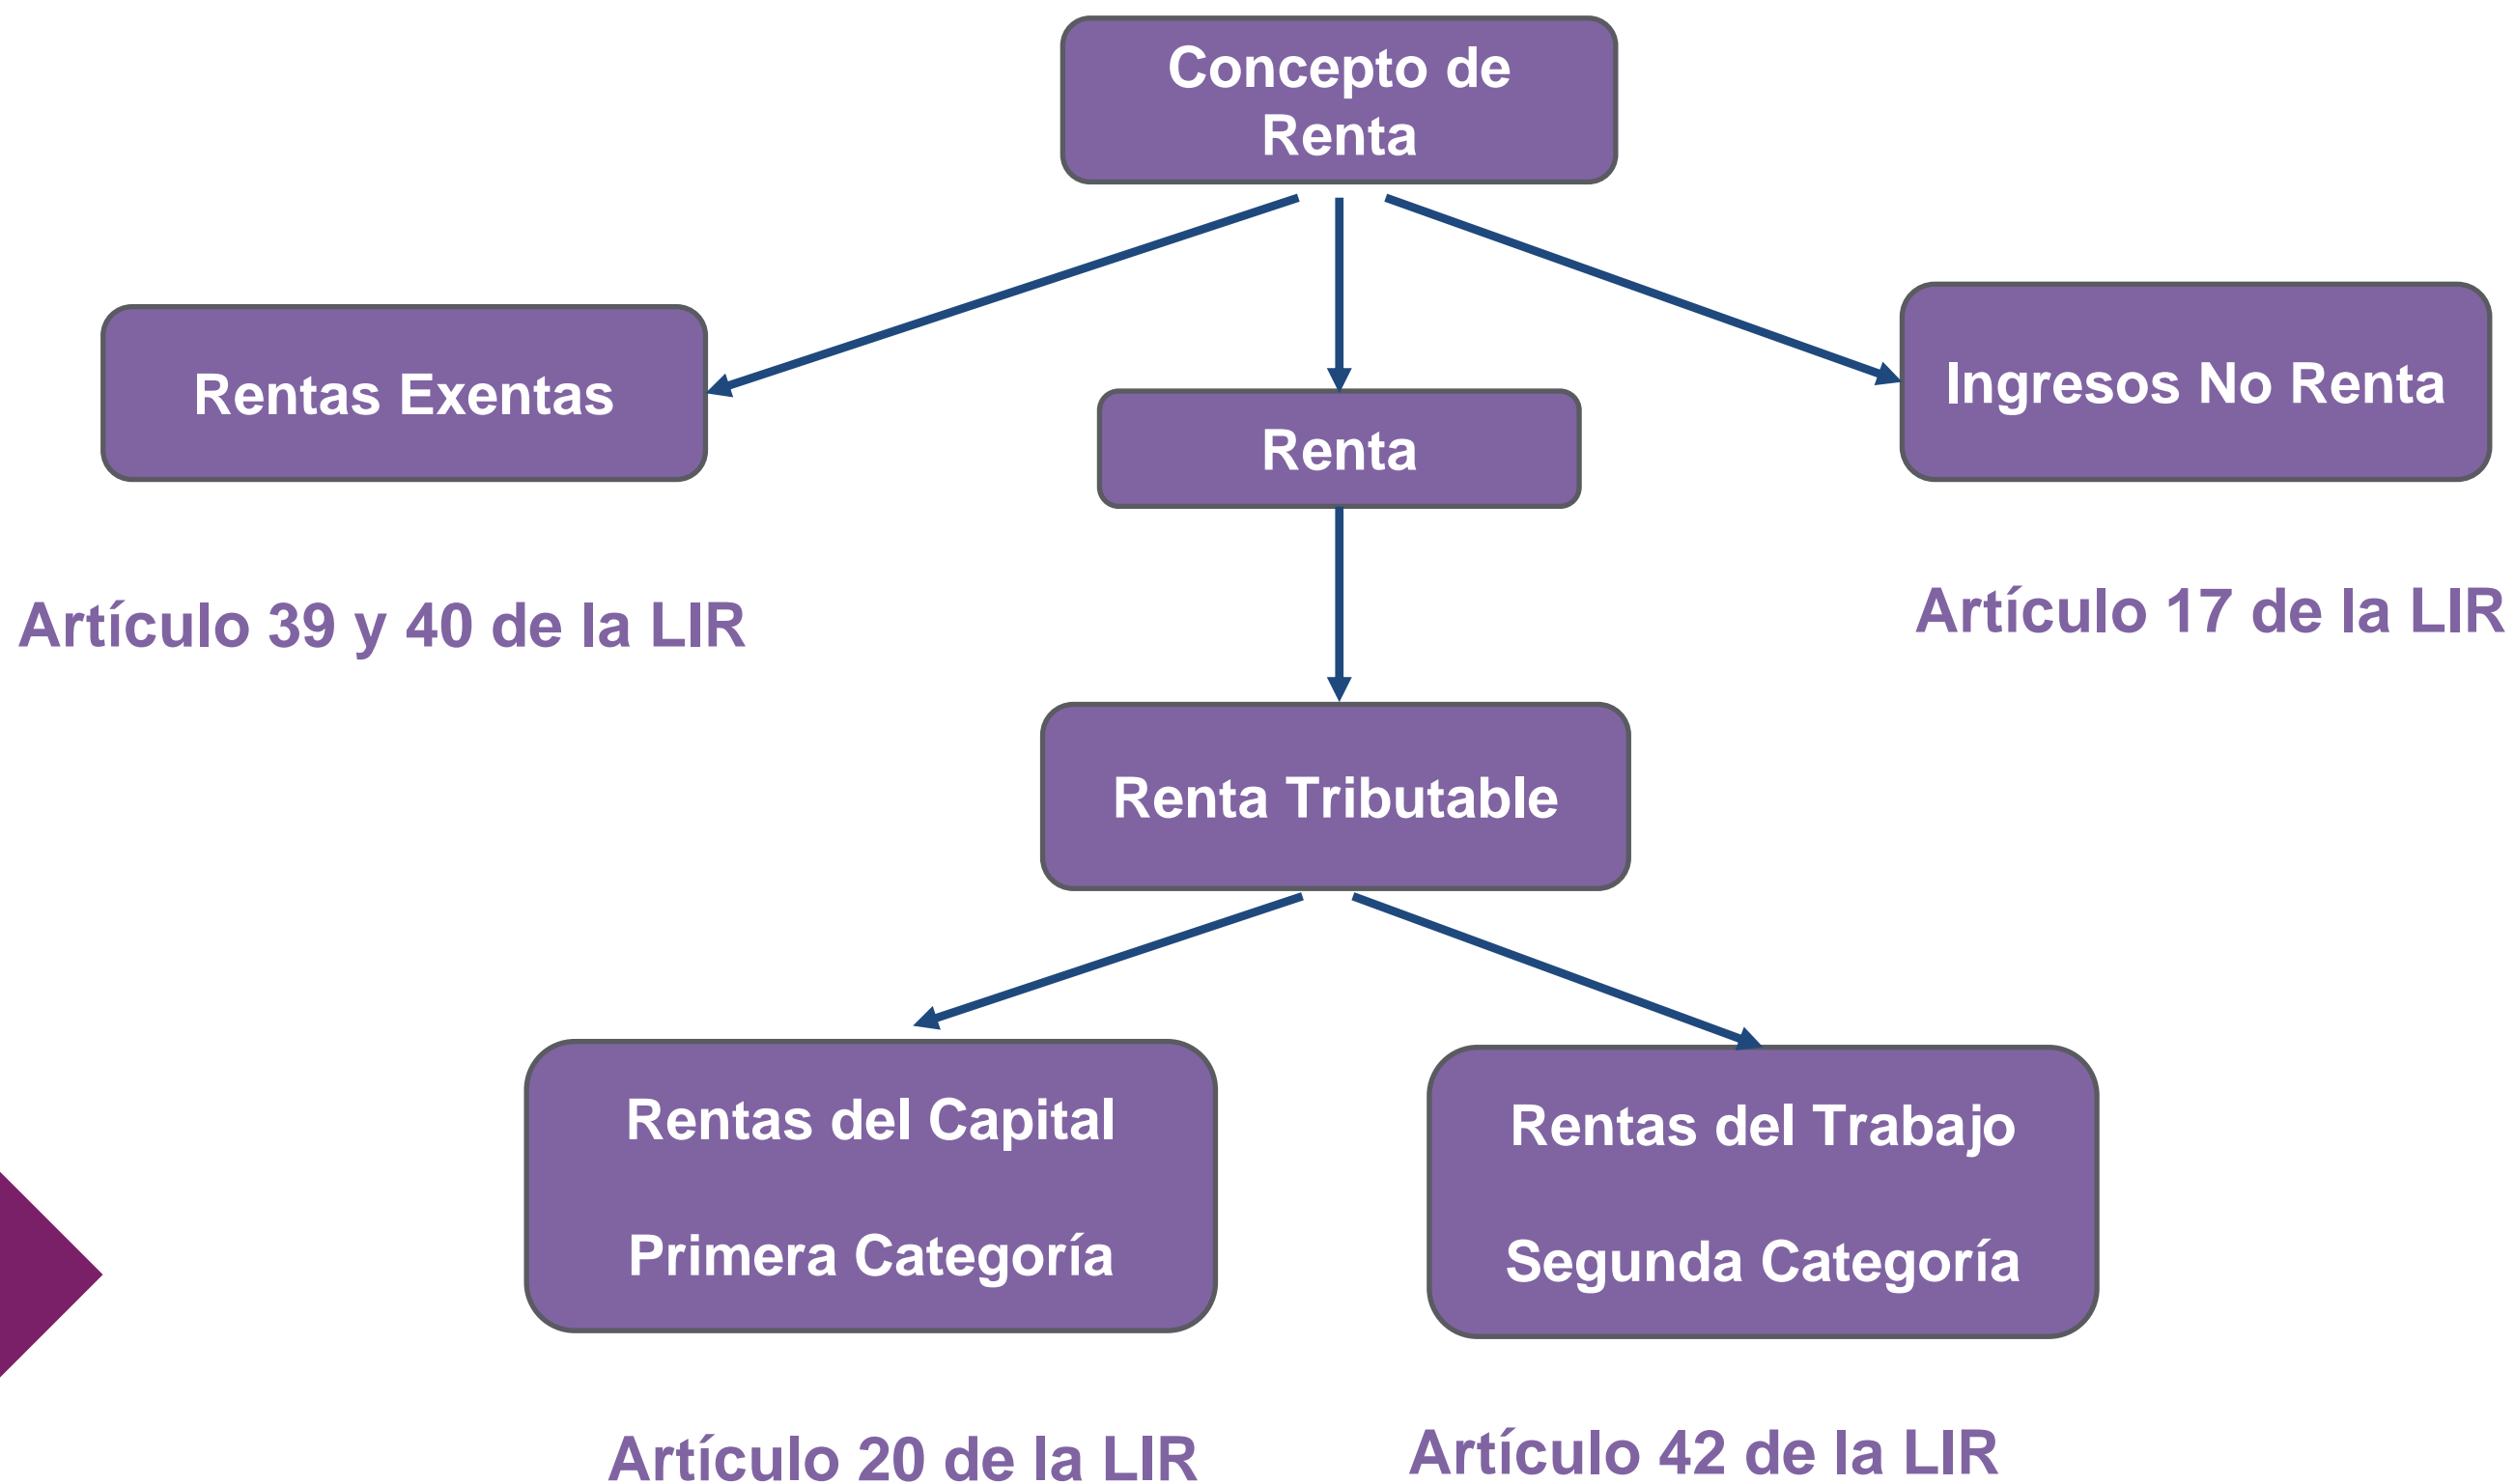 Concepto de
Renta
Rentas Exentas
Renta
Ingresos No Renta
Artículo 39 y 40 de la LIR
Artículo 17 de la LIR
Renta Tributable
Rentas del Capital
Primera Categoría
Rentas del Trabajo
Segunda Categoría
Artículo 20 de la LIR
Artículo 42 de la LIR